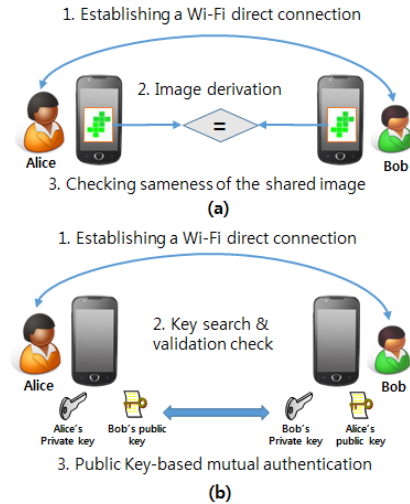 1. Establishing a Wi-Fi direct connection
2. Image derivation
=
Alice
Bob
3. Checking sameness of the shared image
(a)
1. Establishing a Wi-Fi direct connection
2. Key search &
validation check
Alice
Bob
Alice's
Private key
Bob's public
key
Bob's
Private key
Alice's
public key
3. Public Key-based mutual authentication
(b)